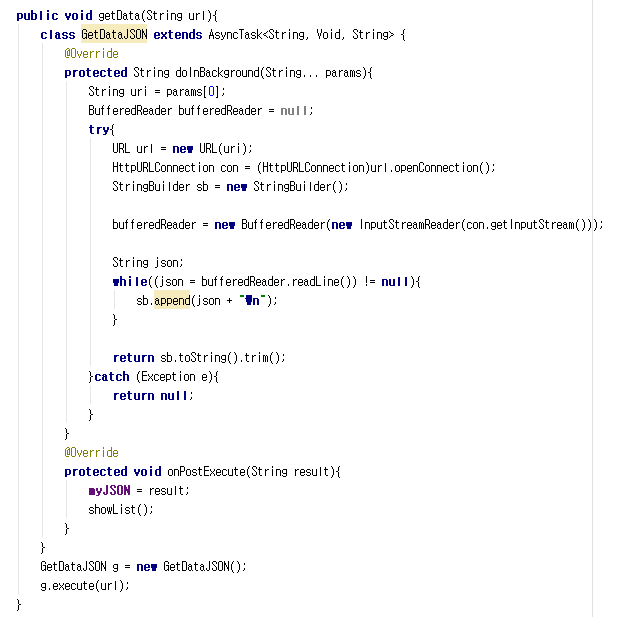 public void getData(String url){
class GetDataJSON extends AsyncTask<String, Void, String> {
@Override
protected String doInBackground(String... params){
String uri = params[0];
BufferedReader bufferedReader = null;
try{
URL url = new URL(uri);
HttpURLConnection con = (HttpURLConnection)url.openConnection();
StringBuilder sb = new StringBuilder();
bufferedReader = new BufferedReader(new InputStreamReader(con.getInputStream()));
String json;
while((json = bufferedReader.readLine()) != null){
sb.append(json + "₩n");
}
return sb.toString().trim();
}catch (Exception e){
return null;
}
}
@Override
protected void onPostExecute(String result){
myJSON = result;
showList();
}
}
GetDataJSON g = new GetDataJSON();
g.execute(url);
}